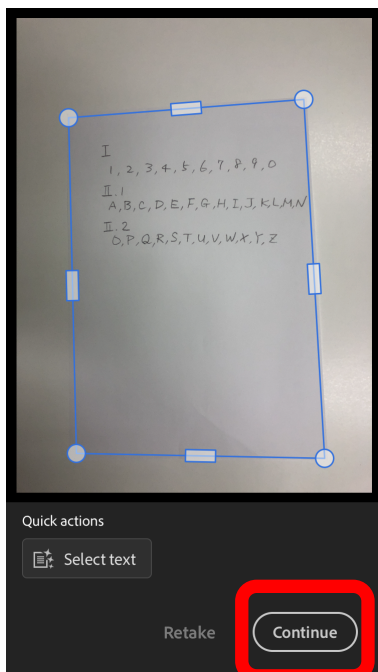 I
1, 2, 3, 4, 5, 6, 7, 8, 9, 0
II.1
A, B, C, D, E, F, G, H, I, J, K, L, M, N
II.2
O, P, Q, R, S, T, U, V, W, X, Y, Z
Quick actions
Select text
Retake
Continue